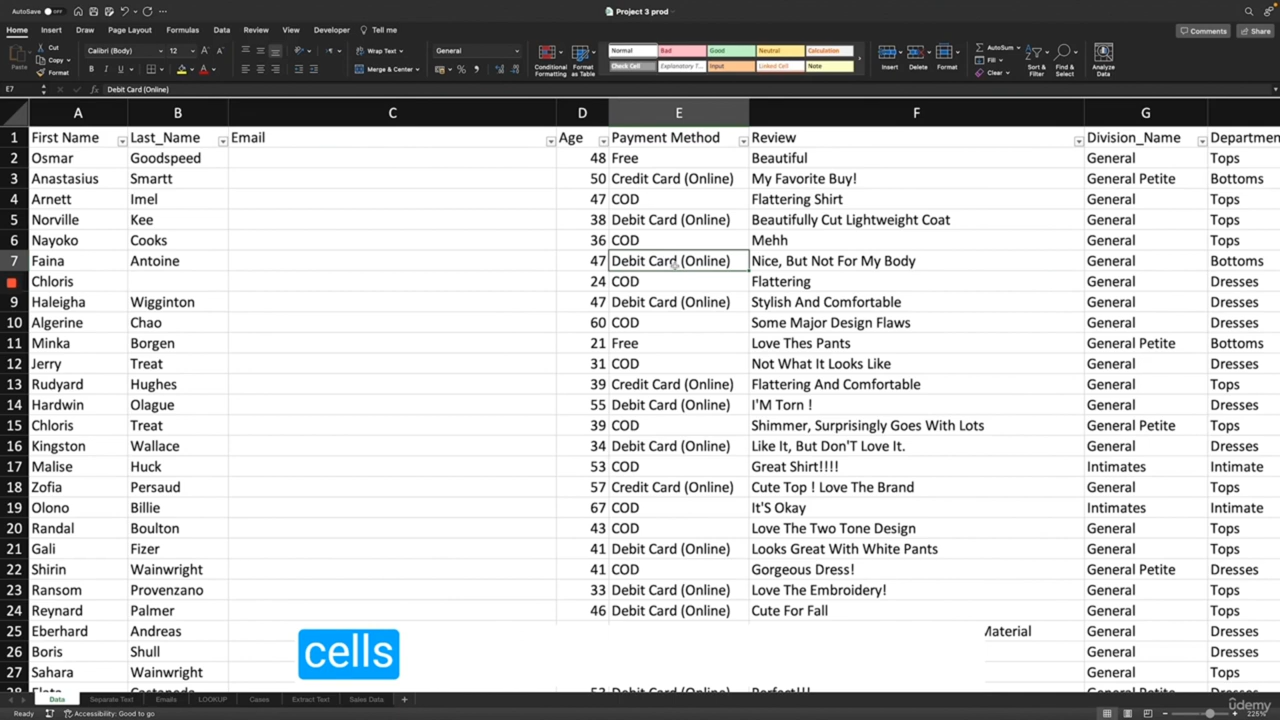 AutoSave OFF
Project 3 prod
Home Insert Draw Page Layout Formulas Data Review View Developer Tell me
Comments Share
Paste Cut Copy Format
Calibri (Body) 12
Wrap Text
Merge & Center
General
Conditional Formatting
Format as Table
Normal Bad Good Neutral Calculation
Check Cell Explanatory T... Input Linked Cell Note
Insert Delete Format
AutoSum Fill Clear
Sort & Filter
Find & Select
Analyze Data
E7 fx Debit Card (Online)
A B C D E F G
1 First Name Last_Name Email Age Payment Method Review Division_Name Departmen
2 Osmar Goodspeed 48 Free Beautiful General Tops
3 Anastasius Smartt 50 Credit Card (Online) My Favorite Buy! General Petite Bottoms
4 Arnett Imel 47 COD Flattering Shirt General Tops
5 Norville Kee 38 Debit Card (Online) Beautifully Cut Lightweight Coat General Tops
6 Nayoko Cooks 36 COD Mehh General Tops
7 Faina Antoine 47 Debit Card (Online) Nice, But Not For My Body General Bottoms
Chloris 24 COD Flattering General Dresses
9 Haleigha Wigginton 47 Debit Card (Online) Stylish And Comfortable General Dresses
10 Algerine Chao 60 COD Some Major Design Flaws General Dresses
11 Minka Borgen 21 Free Love Thes Pants General Petite Bottoms
12 Jerry Treat 31 COD Not What It Looks Like General Dresses
13 Rudyard Hughes 39 Credit Card (Online) Flattering And Comfortable General Tops
14 Hardwin Olague 55 Debit Card (Online) I'M Torn ! General Dresses
15 Chloris Treat 39 COD Shimmer, Surprisingly Goes With Lots General Petite Tops
16 Kingston Wallace 34 Debit Card (Online) Like It, But Don'T Love It. General Dresses
17 Malise Huck 53 COD Great Shirt!!!! Intimates Intimate
18 Zofia Persaud 57 Credit Card (Online) Cute Top ! Love The Brand General Tops
19 Olono Billie 67 COD It'S Okay Intimates Intimate
20 Randal Boulton 43 COD Love The Two Tone Design General Tops
21 Gali Fizer 41 Debit Card (Online) Looks Great With White Pants General Tops
22 Shirin Wainwright 41 COD Gorgeous Dress! General Petite Dresses
23 Ransom Provenzano 33 Debit Card (Online) Love The Embroidery! General Tops
24 Reynard Palmer 46 Debit Card (Online) Cute For Fall General Tops
25 Eberhard Andreas Material General Dresses
26 Boris Shull General Dresses
27 Sahara Wainwright General Tops
cells
Debit Card (Online) Perfect!!! General Dresses
Data Separate Text Emails LOOKUP Cases Extract Text Sales Data
Ready Accessibility: Good to go
225%
ûdemy